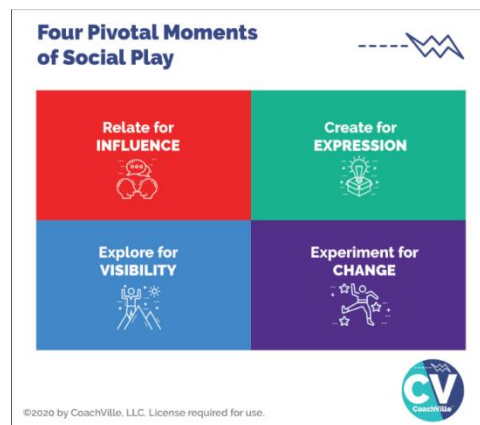 Four Pivotal Moments
of Social Play
Relate for
INFLUENCE
Create for
EXPRESSION
Explore for
VISIBILITY
Experiment for
CHANGE
CV
CoachVille
©2020 by CoachVille, LLC. License required for use.